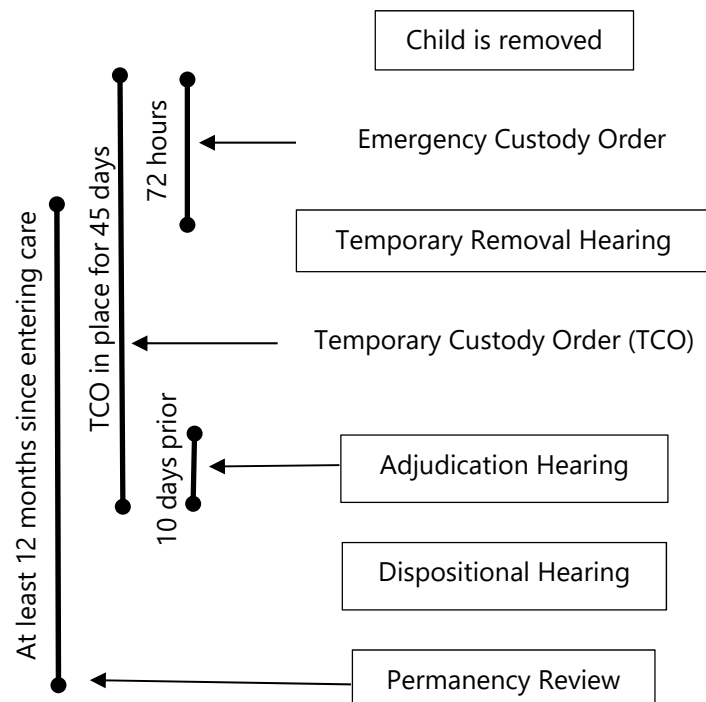 Child is removed
72 hours
Emergency Custody Order
TCO in place for 45 days
At least 12 months since entering care
Temporary Removal Hearing
Temporary Custody Order (TCO)
10 days prior
Adjudication Hearing
Dispositional Hearing
Permanency Review